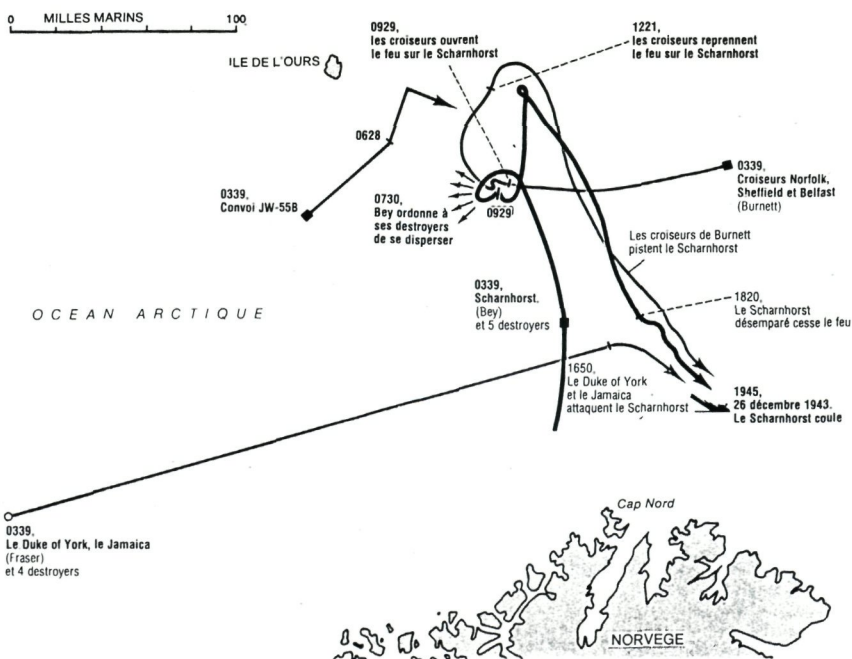 0 MILLES MARINS 100
ILE DE L'OURS
0929,
les croiseurs ouvrent
le feu sur le Scharnhorst
1221,
les croiseurs reprennent
le feu sur le Scharnhorst
0628
0339,
Convoi JW-55B
0730,
Bey ordonne à
ses destroyers
de se disperser
0929
0339,
Croiseurs Norfolk,
Sheffield et Belfast
(Burnett)
Les croiseurs de Burnett
pistent le Scharnhorst
OCEAN ARCTIQUE
0339,
Scharnhorst.
(Bey)
et 5 destroyers
1820,
Le Scharnhorst
désemparé cesse le feu
1650,
Le Duke of York
et le Jamaica
attaquent le Scharnhorst
1945,
26 décembre 1943.
Le Scharnhorst coule
0339,
Le Duke of York, le Jamaica
(Fraser)
et 4 destroyers
Cap Nord
NORVEGE